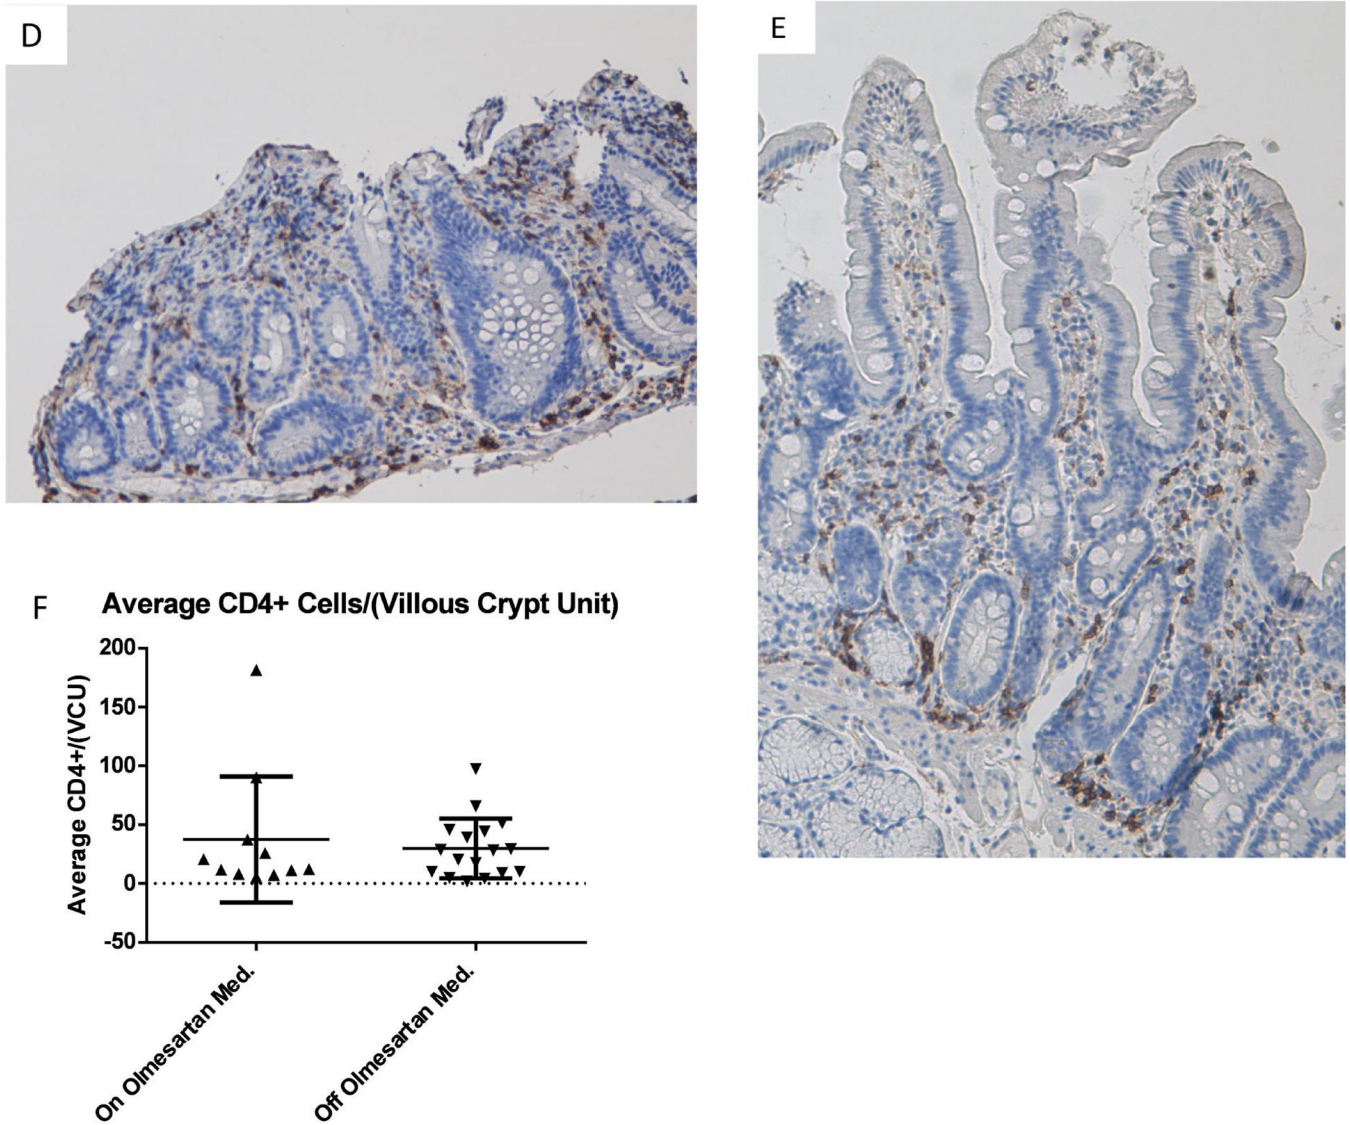 D
E
F
Average CD4+ Cells/(Villous Crypt Unit)
Average CD4+/(VCU)
200
150
100
50
0
-50
On Olmesartan Med.
Off Olmesartan Med.